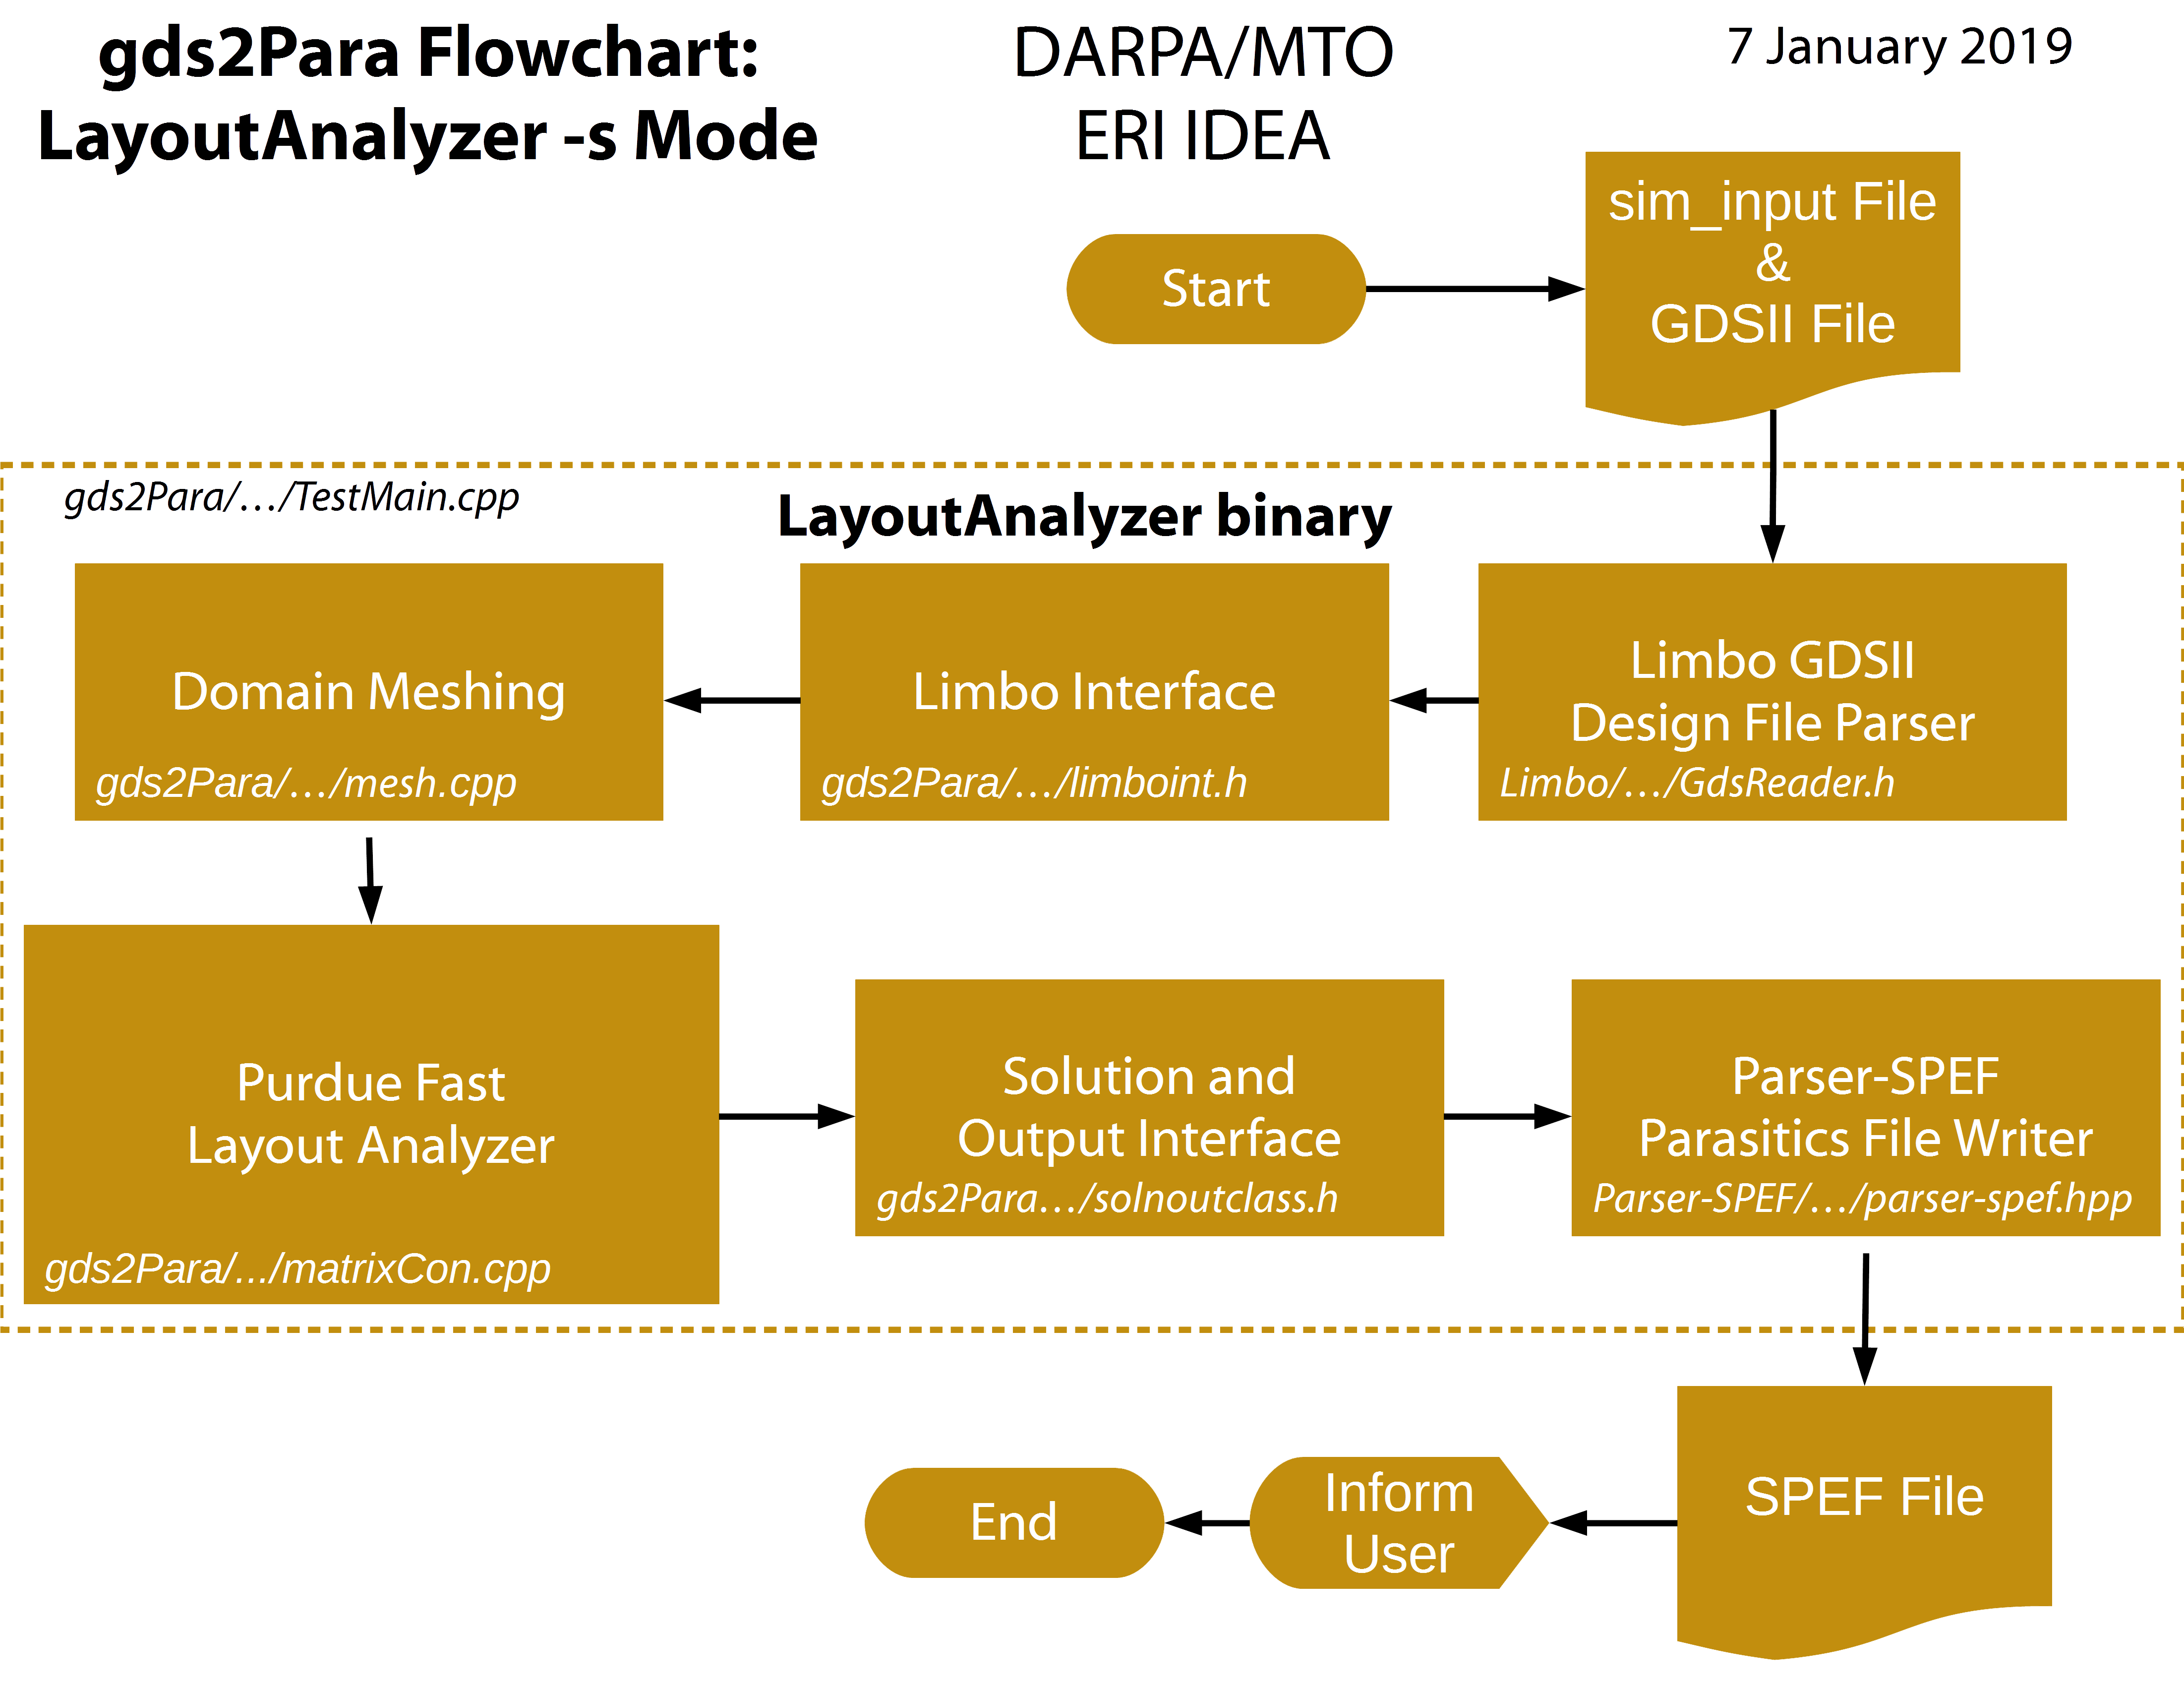 gds2Para Flowchart:
LayoutAnalyzer -s Mode
DARPA/MTO
ERI IDEA
7 January 2019
Start
sim_input File
&
GDSII File
gds2Para/…/TestMain.cpp
LayoutAnalyzer binary
Domain Meshing
gds2Para/…/mesh.cpp
Limbo Interface
gds2Para/…/limboint.h
Limbo GDSII
Design File Parser
Limbo/…/GdsReader.h
Purdue Fast
Layout Analyzer
gds2Para/.../matrixCon.cpp
Solution and
Output Interface
gds2Para…/solnoutclass.h
Parser-SPEF
Parasitics File Writer
Parser-SPEF/…/parser-spef.hpp
End
Inform
User
SPEF File